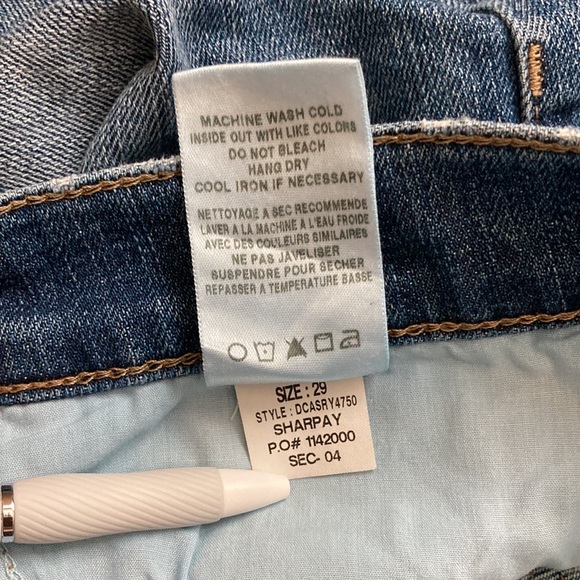 MACHINE WASH COLD
INSIDE OUT WITH LIKE COLORS
DO NOT BLEACH
HANG DRY
COOL IRON IF NECESSARY
NETTOYAGE A SEC RECOMMENDE
LAVER A LA MACHINE A L'EAU FROIDE
AVEC DES COULEURS SIMILAIRES
NE PAS JAVELISER
SUSPENDRE POUR SECHER
REPASSER A TEMPERATURE BASSE
SIZE : 29
STYLE : DCASRY4750
SHARPAY
P.O# 1142000
SEC- 04